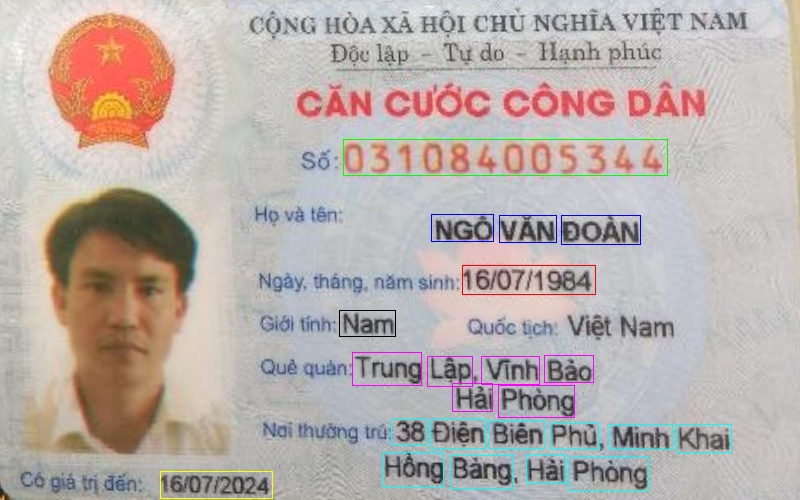 CỘNG HÒA XÃ HỘI CHỦ NGHĨA VIỆT NAM
Độc lập - Tự do - Hạnh phúc
CĂN CƯỚC CÔNG DÂN
Số: 031084005344
Họ và tên: NGÔ VĂN ĐOÀN
Ngày, tháng, năm sinh: 16/07/1984
Giới tính: Nam Quốc tịch: Việt Nam
Quê quán: Trung Lập, Vĩnh Bảo
Hải Phòng
Nơi thường trú: 38 Điện Biên Phủ, Minh Khai
Hồng Bàng, Hải Phòng
Có giá trị đến: 16/07/2024